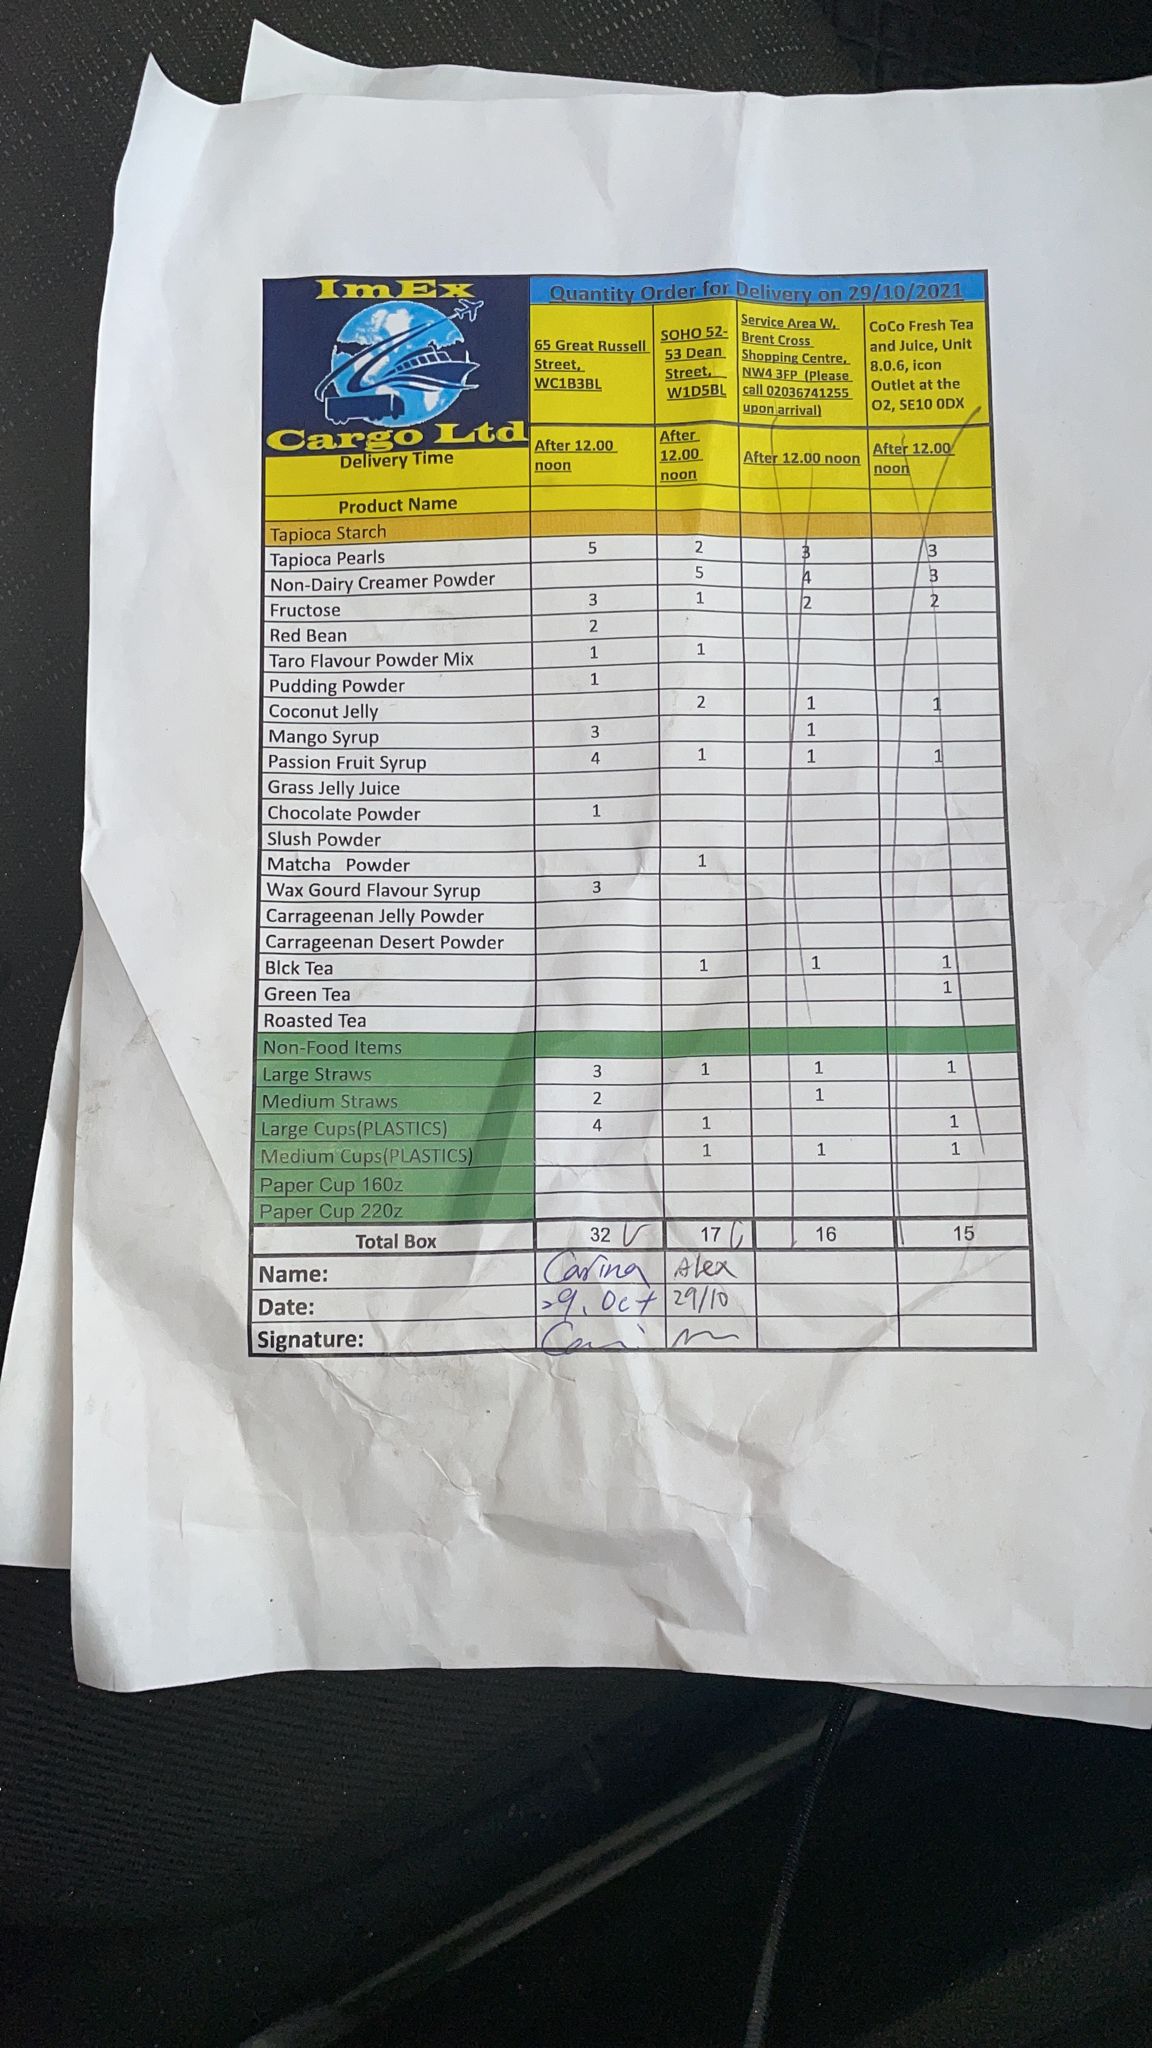 ImEx
Cargo Ltd
Quantity Order for Delivery on 29/10/2021
65 Great Russell Street, WC1B3BL
SOHO 52-53 Dean Street, W1D5BL
Service Area W, Brent Cross Shopping Centre, NW4 3FP (Please call 02036741255 upon arrival)
CoCo Fresh Tea and Juice, Unit 8.0.6, icon Outlet at the O2, SE10 0DX
Delivery Time After 12.00 noon After 12.00 noon After 12.00 noon After 12.00 noon
Product Name
Tapioca Starch
Tapioca Pearls 5 2 3 3
Non-Dairy Creamer Powder 5 4 3
Fructose 3 1 2 2
Red Bean 2
Taro Flavour Powder Mix 1 1
Pudding Powder 1
Coconut Jelly 2 1 1
Mango Syrup 3 1
Passion Fruit Syrup 4 1 1 1
Grass Jelly Juice
Chocolate Powder 1
Slush Powder
Matcha Powder 1
Wax Gourd Flavour Syrup 3
Carrageenan Jelly Powder
Carrageenan Desert Powder
Blck Tea 1 1 1
Green Tea 1
Roasted Tea
Non-Food Items
Large Straws 3 1 1 1
Medium Straws 2 1
Large Cups(PLASTICS) 4 1 1
Medium Cups(PLASTICS) 1 1 1
Paper Cup 16oz
Paper Cup 22oz
Total Box 32 17 16 15
Name: Carina Alex
Date: 29. Oct 29/10
Signature: